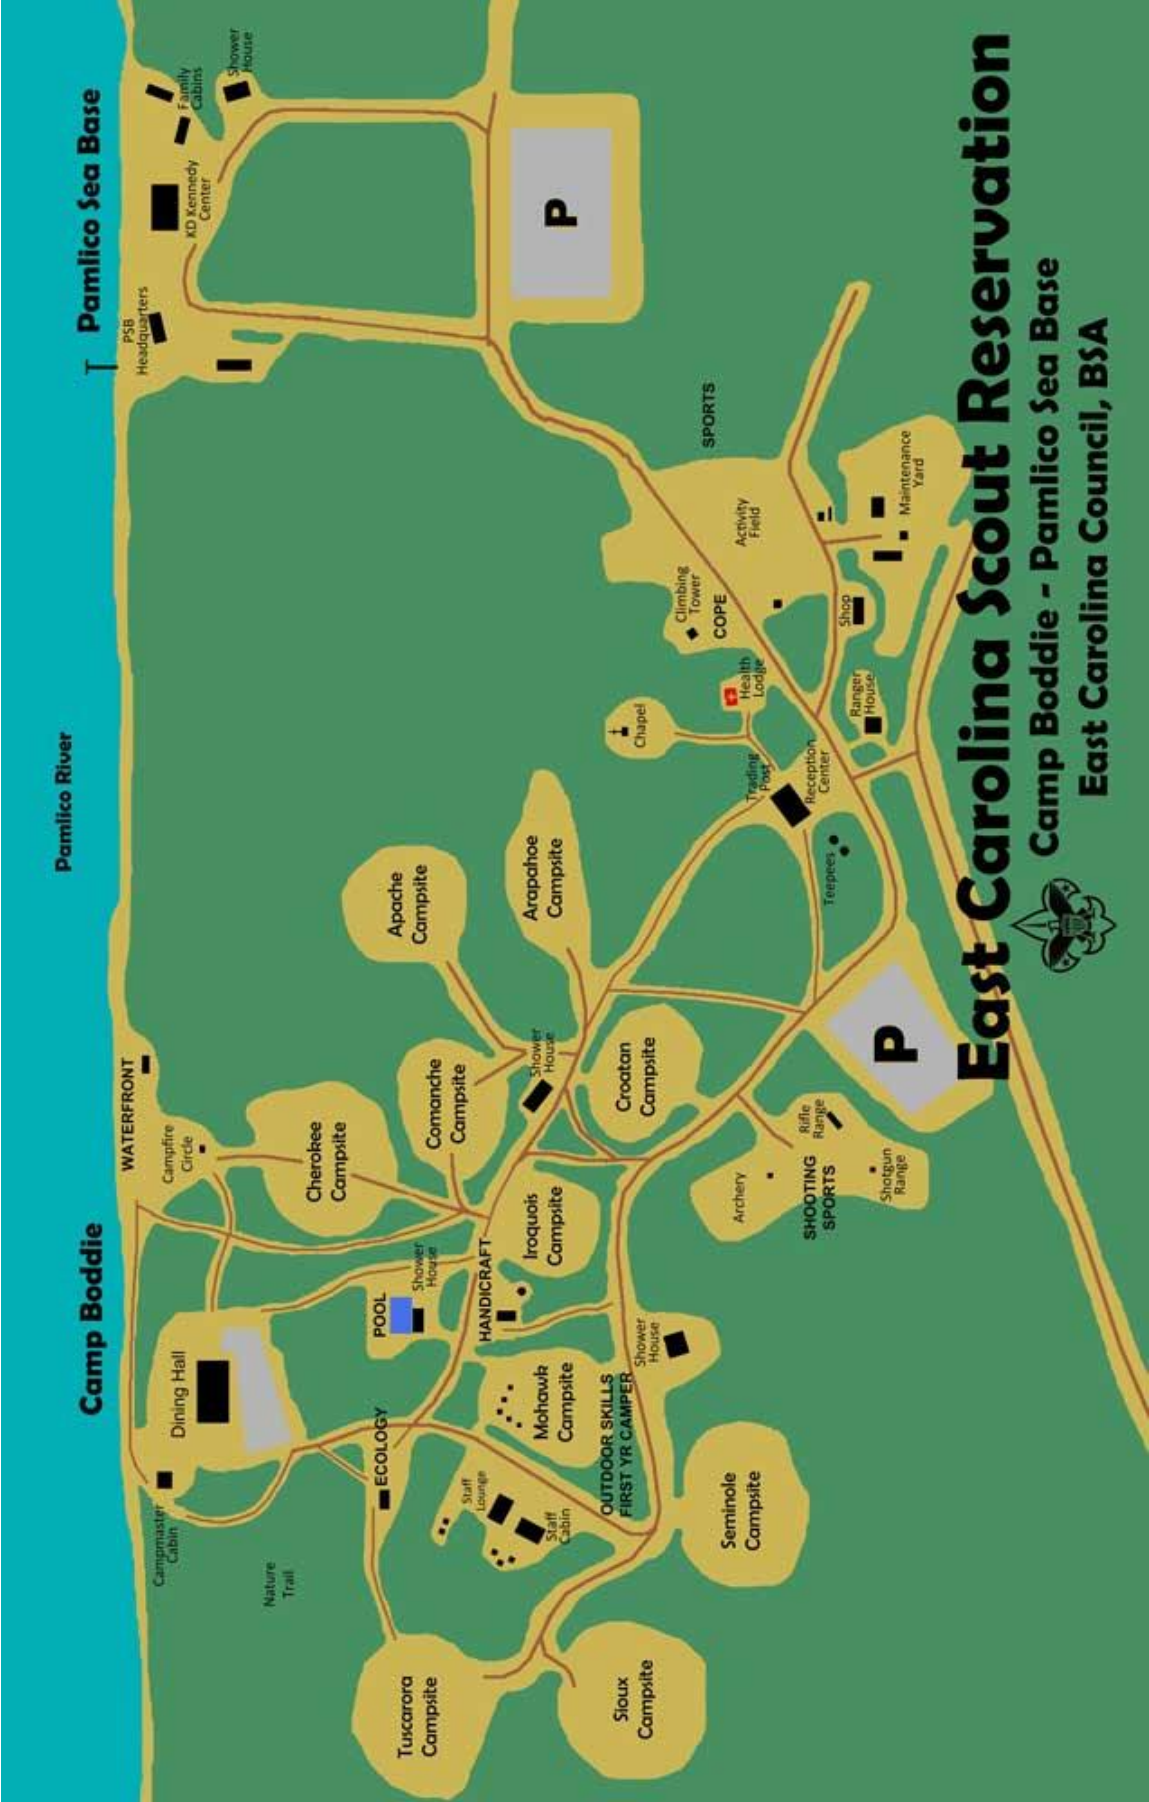 Camp Boddie
Pamlico River
Pamlico Sea Base
WATERFRONT
Campfire
Circle
Dining Hall
Campmaster
Cabin
Nature
Trail
PSB
Headquarters
KD Kennedy
Center
Family
Cabins
Shower
House
P
Cherokee
Campsite
Comanche
Campsite
Apache
Campsite
Arapahoe
Campsite
Shower
House
Croatan
Campsite
Iroquois
Campsite
POOL
Shower
House
HANDICRAFT
ECOLOGY
Mohawk
Campsite
Staff
Lounge
Staff
Cabin
OUTDOOR SKILLS
FIRST YR CAMPER
Shower
House
Tuscarora
Campsite
Sioux
Campsite
Seminole
Campsite
Archery
SHOOTING
SPORTS
Rifle
Range
Shotgun
Range
P
Teepees
Trading
Post
Reception
Center
Chapel
Health
Lodge
Climbing
Tower
COPE
SPORTS
Activity
Field
Shop
Ranger
House
Maintenance
Yard
East Carolina Scout Reservation
Camp Boddie - Pamlico Sea Base
East Carolina Council, BSA